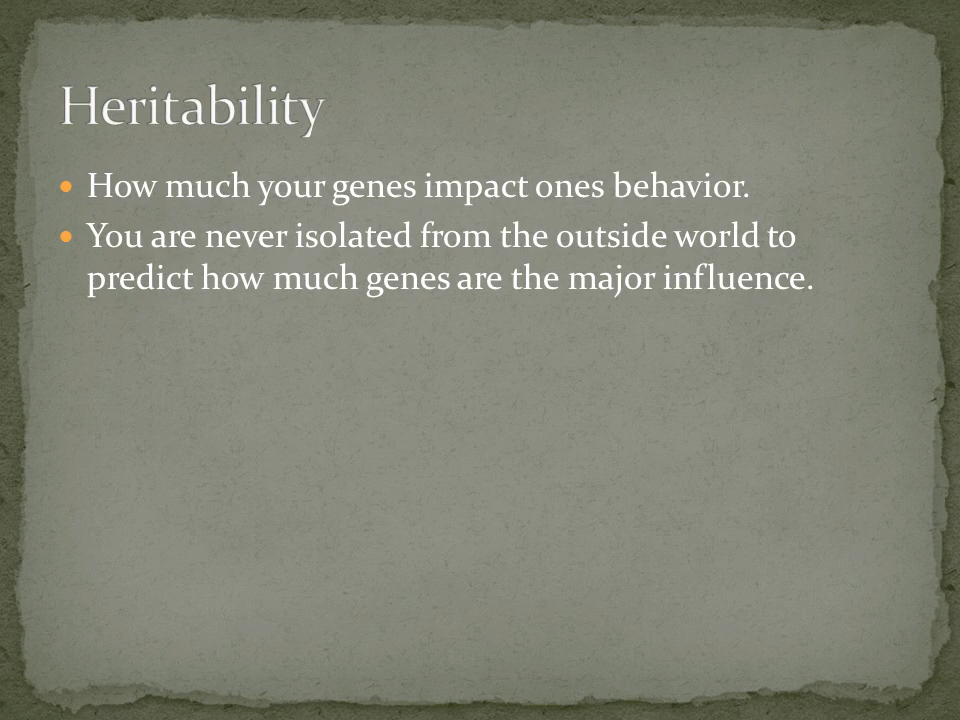 Heritability
How much your genes impact ones behavior.
You are never isolated from the outside world to
predict how much genes are the major influence.